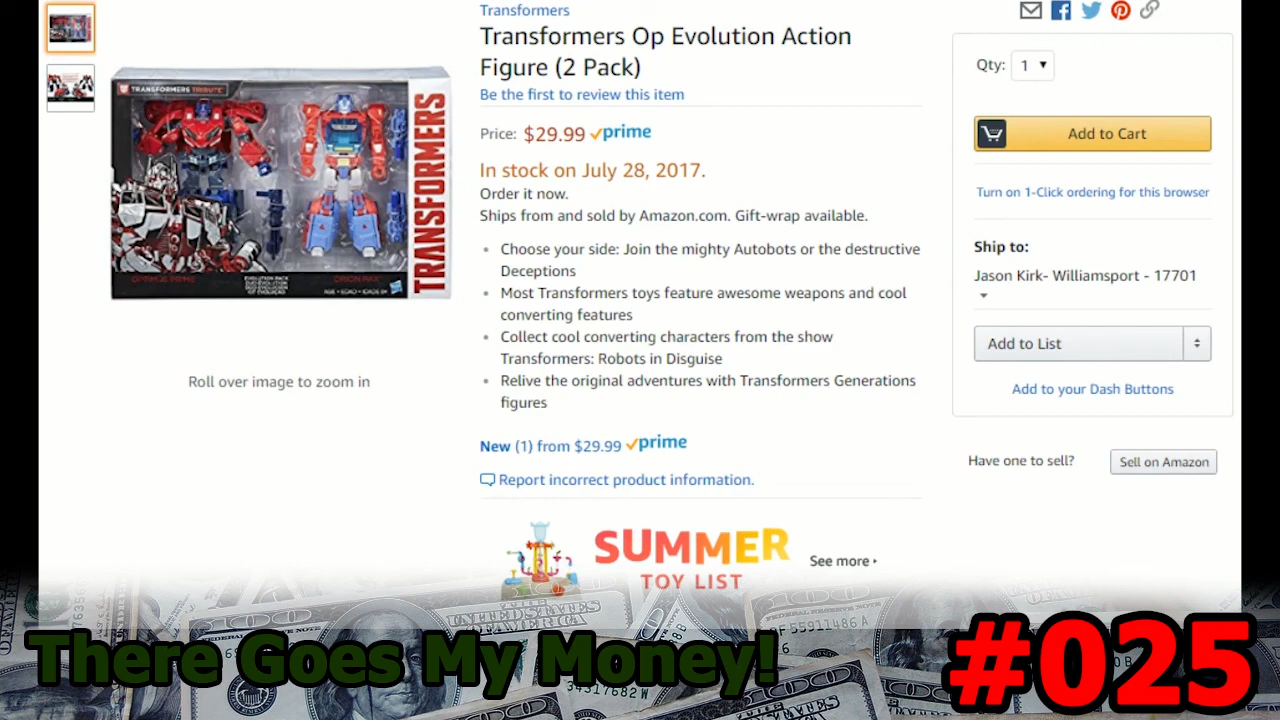 Transformers
Transformers Op Evolution Action
Figure (2 Pack)
Be the first to review this item
Price: $29.99 prime
In stock on July 28, 2017.
Order it now.
Ships from and sold by Amazon.com. Gift-wrap available.
Choose your side: Join the mighty Autobots or the destructive
Deceptions
Most Transformers toys feature awesome weapons and cool
converting features
Collect cool converting characters from the show
Transformers: Robots in Disguise
Relive the original adventures with Transformers Generations
figures
New (1) from $29.99 prime
Report incorrect product information.
SUMMER
TOY LIST
See more
TRANSFORMERS TRIBUTE
TRANSFORMERS
OPTIMUS PRIME
EVOLUTION PACK
ORION PAX
Roll over image to zoom in
Qty: 1
Add to Cart
Turn on 1-Click ordering for this browser
Ship to:
Jason Kirk- Williamsport - 17701
Add to List
Add to your Dash Buttons
Have one to sell?
Sell on Amazon
There Goes My Money!
#025